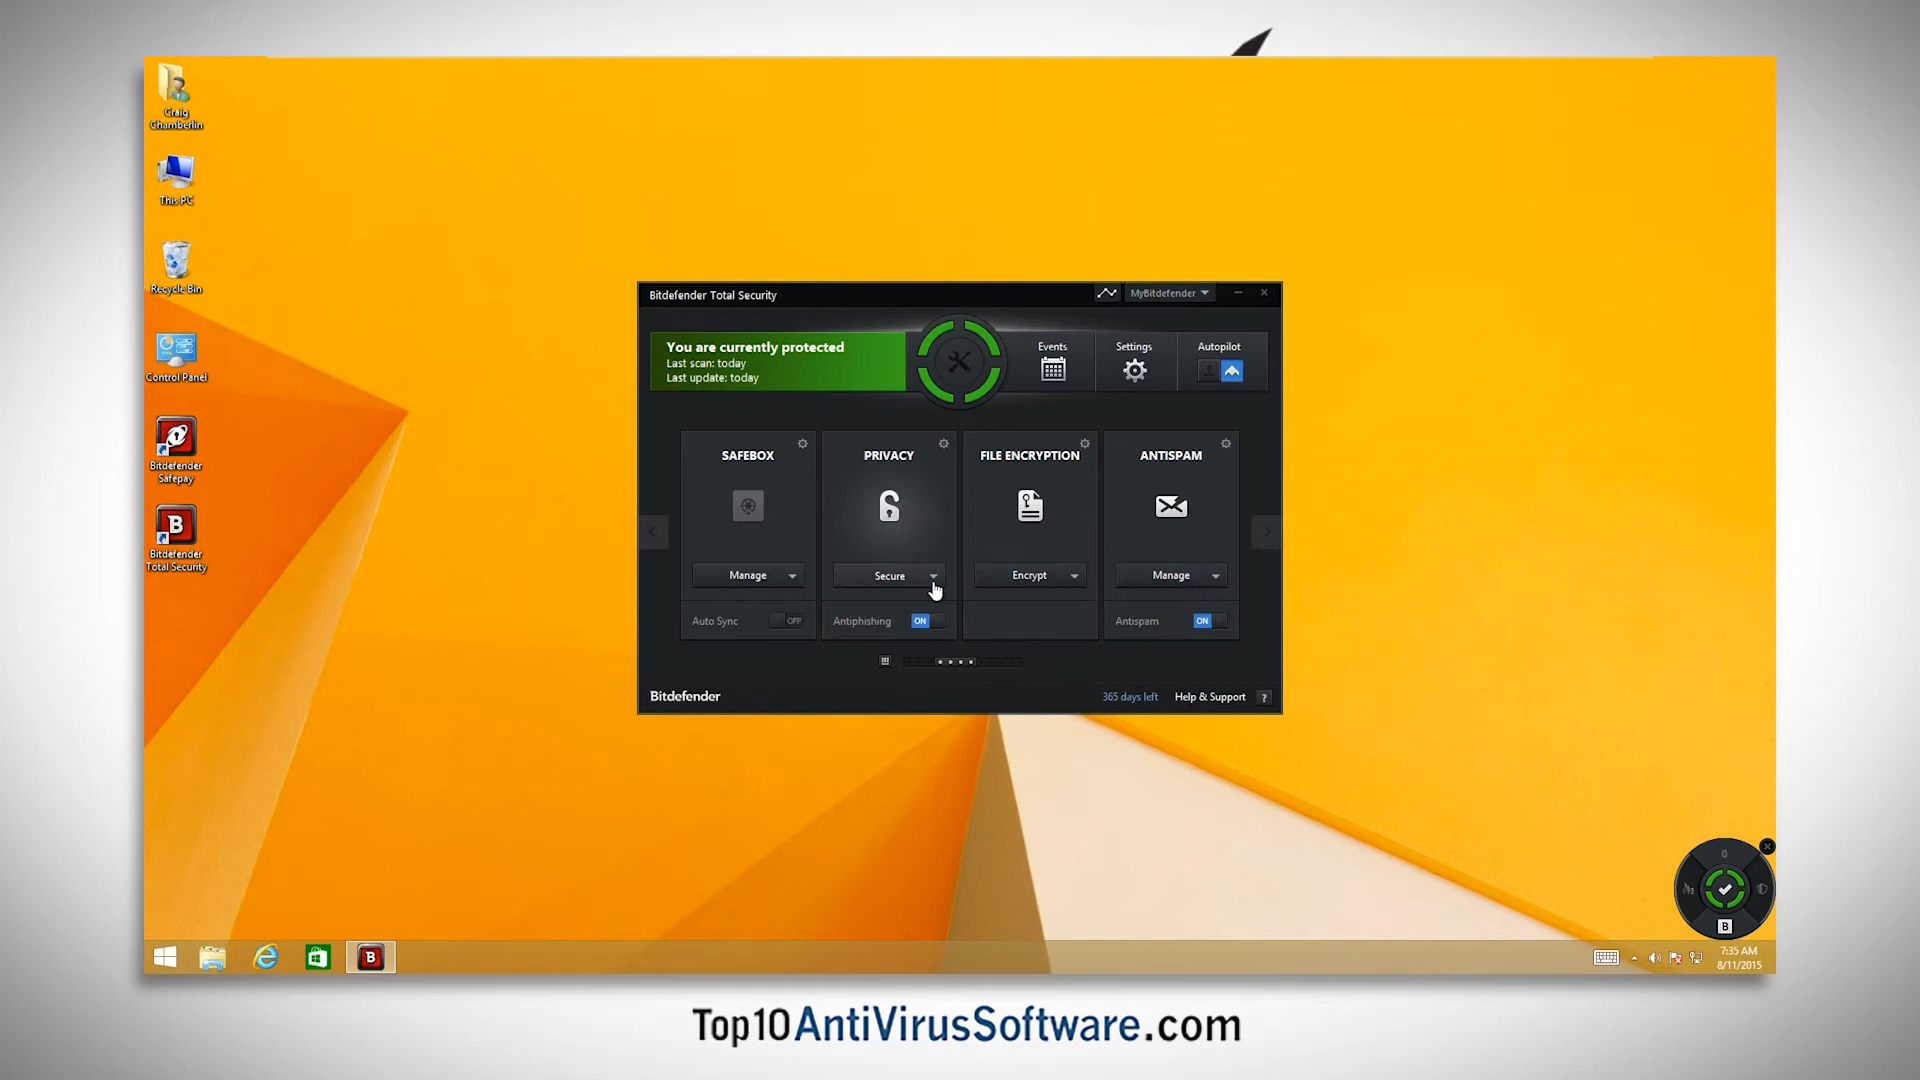 Craig
Chamberlin
This PC
Recycle Bin
Control Panel
Bitdefender
Safepay
B
Bitdefender
Total Security
Bitdefender Total Security
MyBitdefender
You are currently protected
Last scan: today
Last update: today
Events
Settings
Autopilot
SAFEBOX
PRIVACY
FILE ENCRYPTION
ANTISPAM
Manage
Secure
Encrypt
Manage
Auto Sync
OFF
Antiphishing
ON
Antispam
ON
Bitdefender
365 days left
Help & Support
?
0
B
B
7:35 AM
8/11/2015
Top10AntiVirusSoftware.com